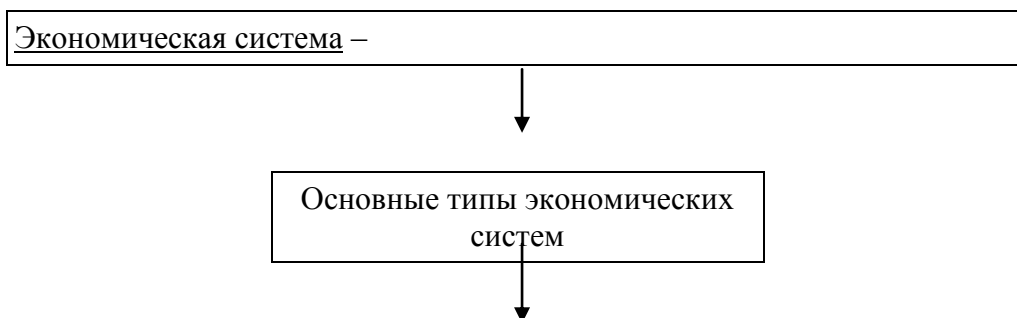 Экономическая система –
Основные типы экономических
систем